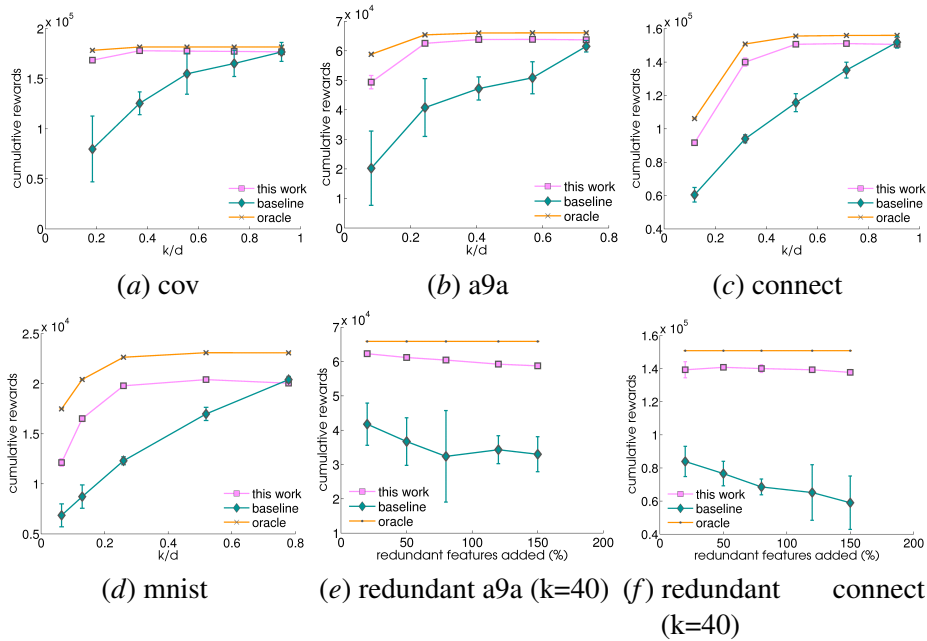 x 10^5
2
1.5
1
0.5
0
cumulative rewards
this work
baseline
oracle
0 0.2 0.4 0.6 0.8 1
k/d
(a) cov
x 10^4
7
6
5
4
3
2
1
0
cumulative rewards
this work
baseline
oracle
0 0.2 0.4 0.6 0.8
k/d
(b) a9a
x 10^5
1.6
1.4
1.2
1
0.8
0.6
0.4
cumulative rewards
this work
baseline
oracle
0 0.2 0.4 0.6 0.8 1
k/d
(c) connect
x 10^4
2.5
2
1.5
1
0.5
cumulative rewards
this work
baseline
oracle
0 0.2 0.4 0.6 0.8
k/d
(d) mnist
x 10^4
7
6
5
4
3
2
1
cumulative rewards
this work
baseline
oracle
0 50 100 150 200
redundant features added (%)
(e) redundant a9a (k=40)
x 10^5
1.6
1.4
1.2
1
0.8
0.6
0.4
cumulative rewards
this work
baseline
oracle
0 50 100 150 200
redundant features added (%)
(f) redundant connect
(k=40)